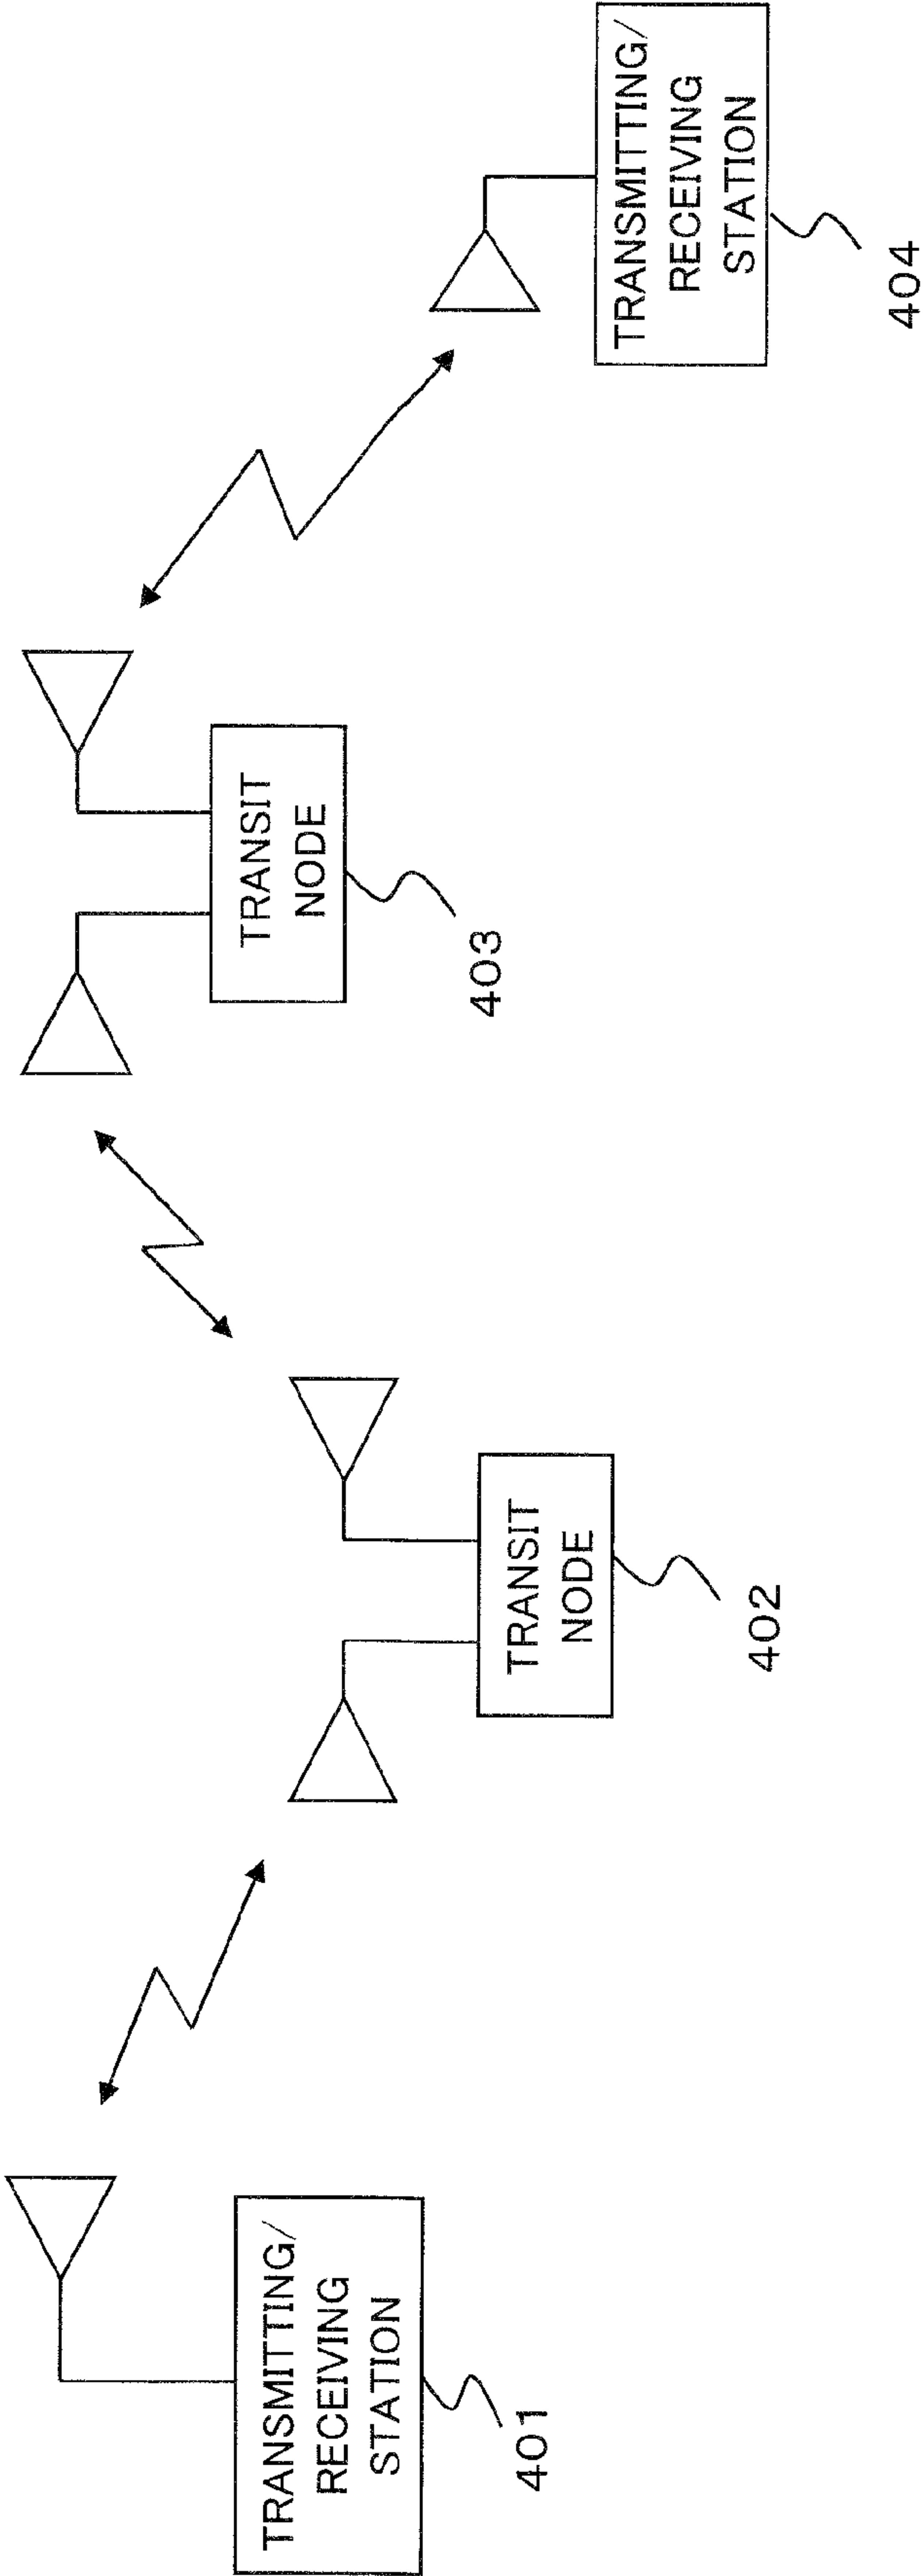 TRANSMITTING/
RECEIVING
STATION
401
TRANSIT
NODE
402
TRANSIT
NODE
403
TRANSMITTING/
RECEIVING
STATION
404